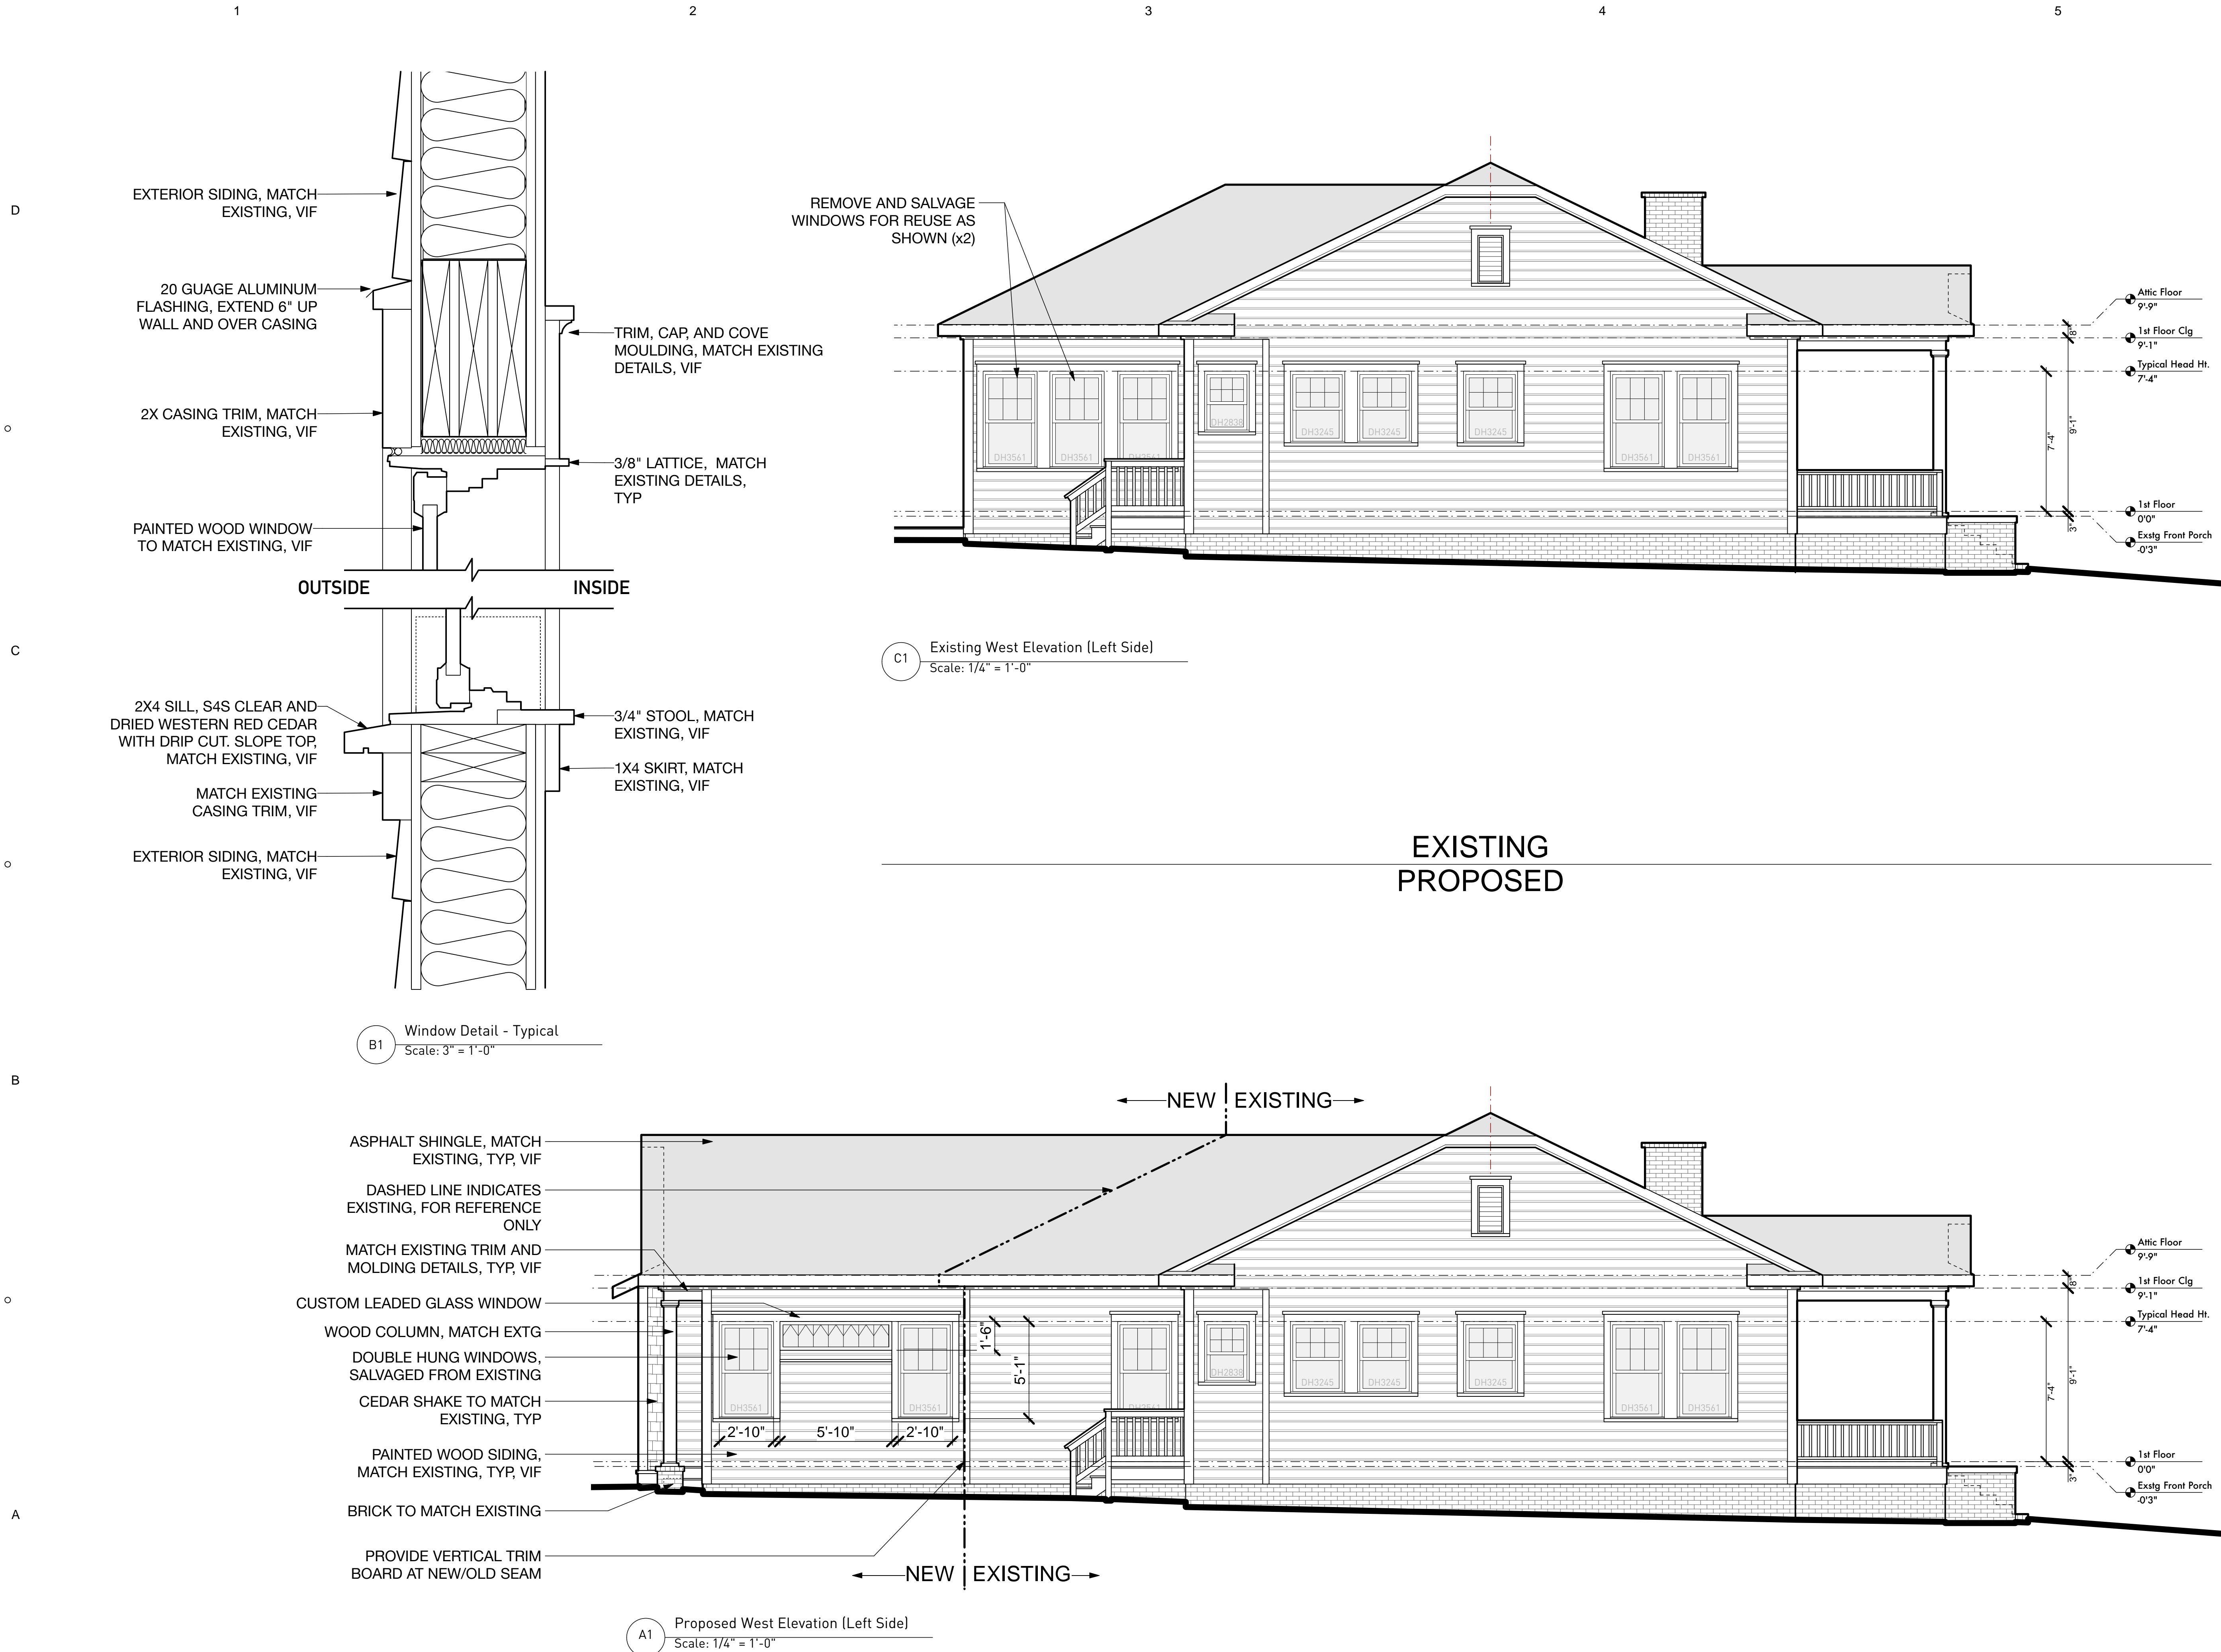 1
2
3
4
5
D
C
B
A
EXTERIOR SIDING, MATCH
EXISTING, VIF
20 GUAGE ALUMINUM
FLASHING, EXTEND 6" UP
WALL AND OVER CASING
2X CASING TRIM, MATCH
EXISTING, VIF
PAINTED WOOD WINDOW
TO MATCH EXISTING, VIF
TRIM, CAP, AND COVE
MOULDING, MATCH EXISTING
DETAILS, VIF
3/8" LATTICE, MATCH
EXISTING DETAILS,
TYP
OUTSIDE
INSIDE
2X4 SILL, S4S CLEAR AND
DRIED WESTERN RED CEDAR
WITH DRIP CUT. SLOPE TOP,
MATCH EXISTING, VIF
MATCH EXISTING
CASING TRIM, VIF
EXTERIOR SIDING, MATCH
EXISTING, VIF
3/4" STOOL, MATCH
EXISTING, VIF
1X4 SKIRT, MATCH
EXISTING, VIF
B1
Window Detail - Typical
Scale: 3" = 1'-0"
REMOVE AND SALVAGE
WINDOWS FOR REUSE AS
SHOWN (x2)
DH3561
DH3561
DH3561
DH2838
DH3245
DH3245
DH3245
DH3561
DH3561
7'-4"
9'-1"
8"
3"
Attic Floor
9'-9"
1st Floor Clg
9'-1"
Typical Head Ht.
7'-4"
1st Floor
0'0"
Exstg Front Porch
-0'3"
C1
Existing West Elevation (Left Side)
Scale: 1/4" = 1'-0"
EXISTING
PROPOSED
NEW
EXISTING
ASPHALT SHINGLE, MATCH
EXISTING, TYP, VIF
DASHED LINE INDICATES
EXISTING, FOR REFERENCE
ONLY
MATCH EXISTING TRIM AND
MOLDING DETAILS, TYP, VIF
CUSTOM LEADED GLASS WINDOW
WOOD COLUMN, MATCH EXTG
DOUBLE HUNG WINDOWS,
SALVAGED FROM EXISTING
CEDAR SHAKE TO MATCH
EXISTING, TYP
PAINTED WOOD SIDING,
MATCH EXISTING, TYP, VIF
BRICK TO MATCH EXISTING
PROVIDE VERTICAL TRIM
BOARD AT NEW/OLD SEAM
DH3561
DH3561
DH3561
DH2838
DH3245
DH3245
DH3245
DH3561
DH3561
2'-10"
5'-10"
2'-10"
1'-6"
5'-1"
7'-4"
9'-1"
8"
3"
Attic Floor
9'-9"
1st Floor Clg
9'-1"
Typical Head Ht.
7'-4"
1st Floor
0'0"
Exstg Front Porch
-0'3"
NEW
EXISTING
A1
Proposed West Elevation (Left Side)
Scale: 1/4" = 1'-0"